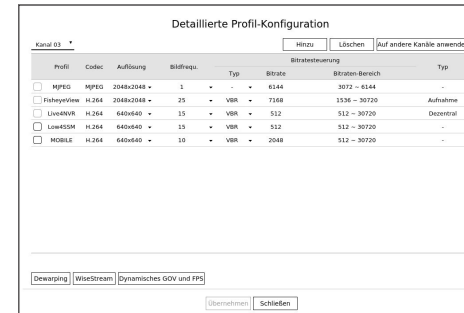 Detaillierte Profil-Konfiguration
Kanal 03
Hinzu Löschen Auf andere Kanäle anwende
Bitratesteuerung
Profil Codec Auflösung Bildfrequ. Typ Bitrate Bitraten-Bereich Typ
MJPEG MJPEG 2048x2048 1 - 6144 3072 ~ 6144 -
FisheyeView H.264 2048x2048 25 VBR 7168 1536 ~ 30720 Aufnahme
Live4NVR H.264 640x640 15 VBR 512 512 ~ 30720 Dezentral
Low4SSM H.264 640x640 15 VBR 512 512 ~ 30720 -
MOBILE H.264 640x640 10 VBR 2048 512 ~ 30720 -
Dewarping WiseStream Dynamisches GOV und FPS
Übernehmen Schließen